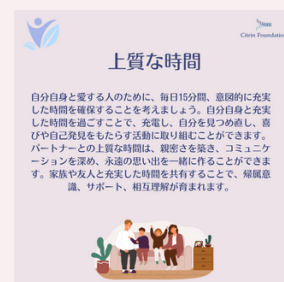 Citrin Foundation
上質な時間
自分自身と愛する人のために、毎日15分間、意図的に充実
した時間を確保することを考えましょう。自分自身と充実
した時間を過ごすことで、充電し、自分を見つめ直し、喜
びや自己発見をもたらす活動に取り組むことができます。
パートナーとの上質な時間は、親密さを築き、コミュニケ
ーションを深め、永遠の思い出を一緒に作ることができま
す。家族や友人と充実した時間を共有することで、帰属意
識、サポート、相互理解が育まれます。